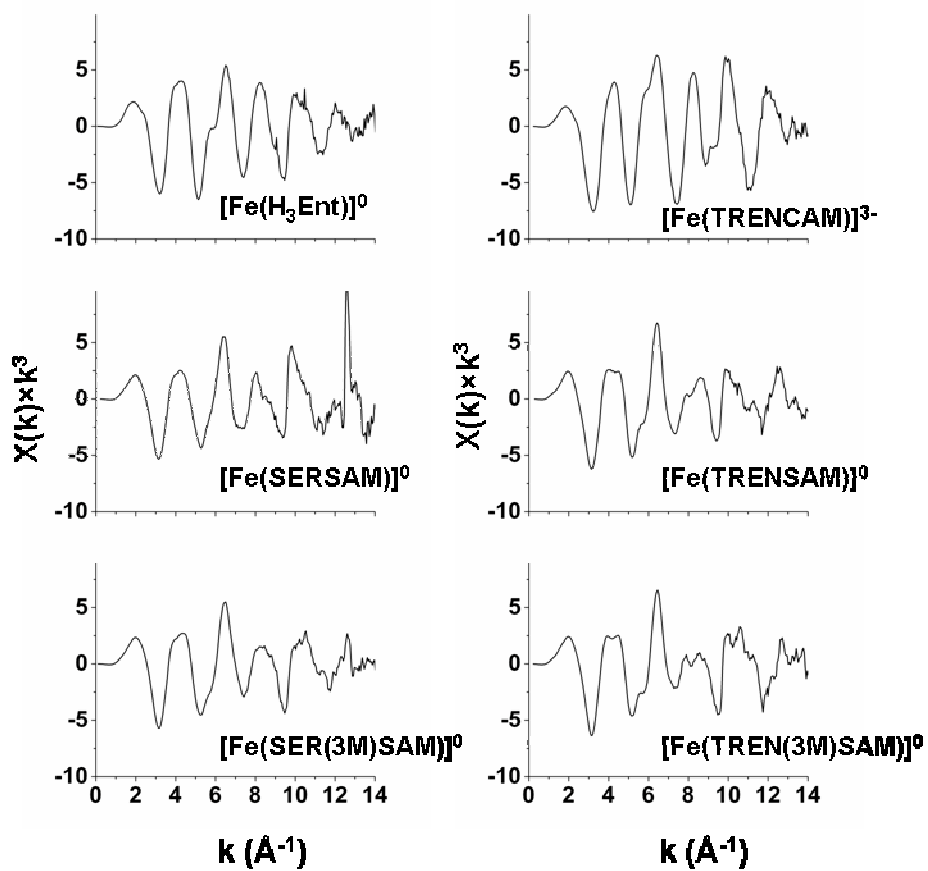 5
0
-5
-10
[Fe(H₃Ent)]⁰
[Fe(TRENCAM)]³⁻
5
0
-5
-10
[Fe(SERSAM)]⁰
[Fe(TRENSAM)]⁰
X(k)×k³
X(k)×k³
5
0
-5
-10
[Fe(SER(3M)SAM)]⁰
[Fe(TREN(3M)SAM)]⁰
0 2 4 6 8 10 12 14
0 2 4 6 8 10 12 14
k (Å⁻¹)
k (Å⁻¹)
5
0
-5
-10
5
0
-5
-10
5
0
-5
-10